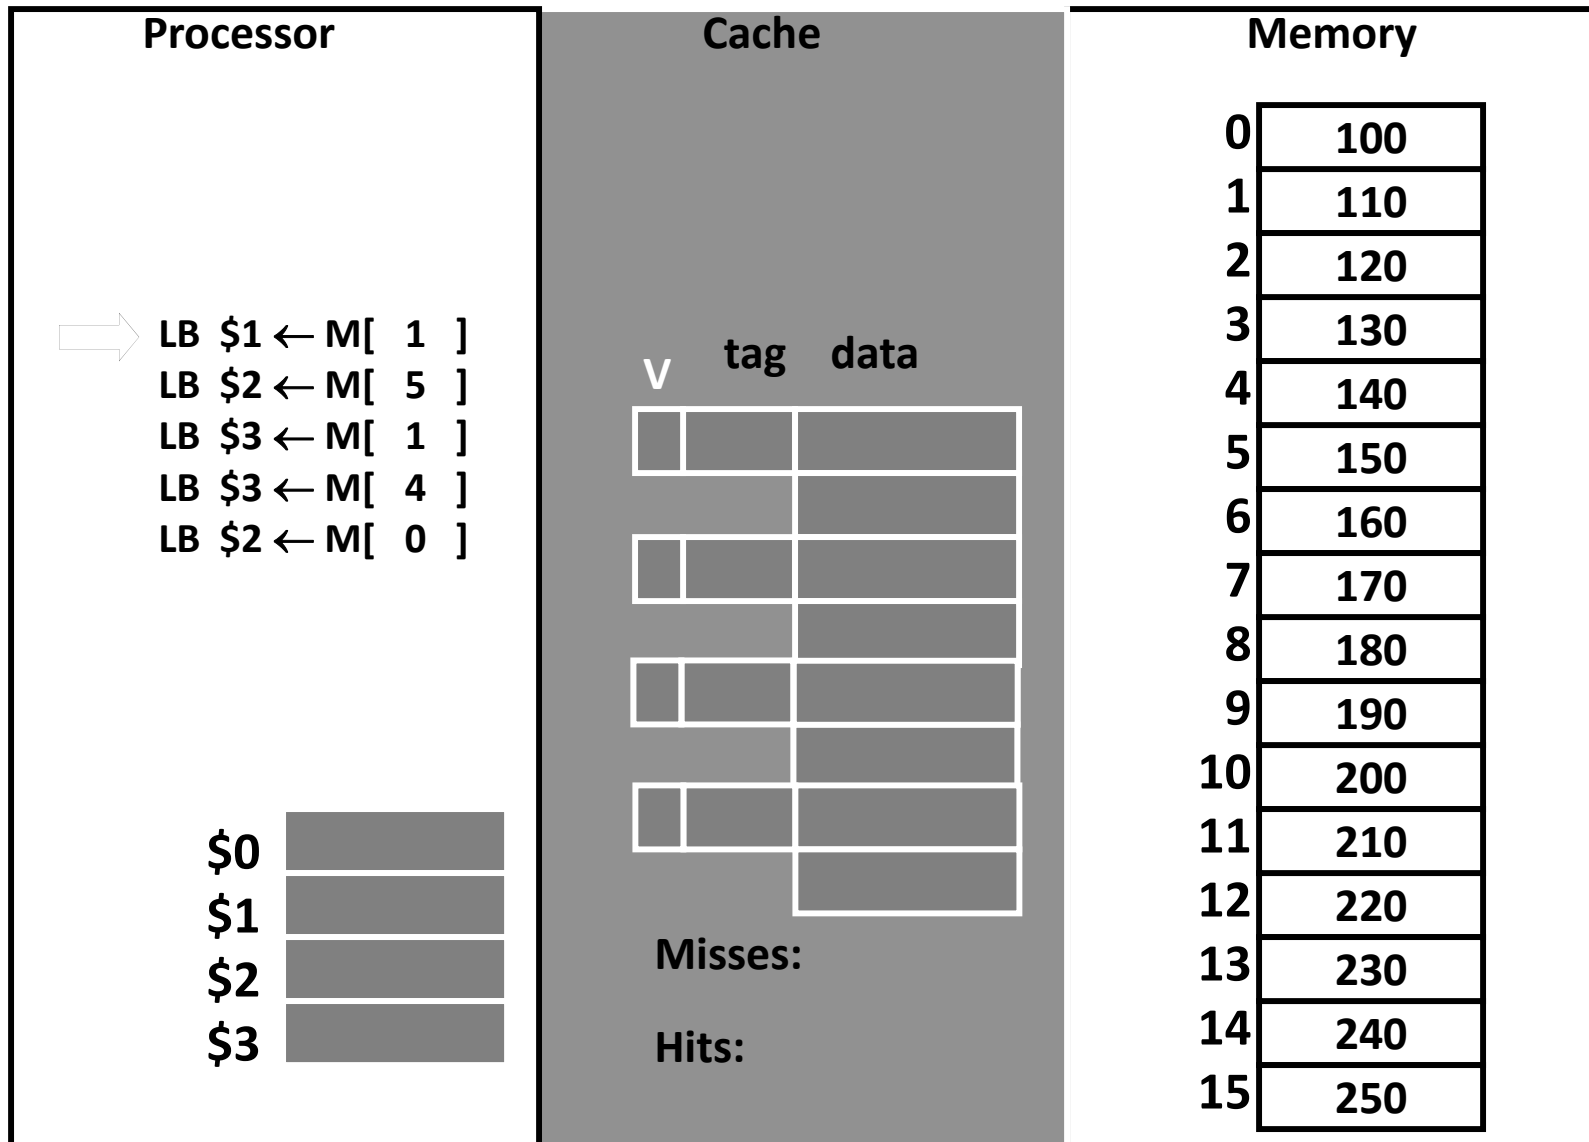 Processor
LB $1 ← M[ 1 ]
LB $2 ← M[ 5 ]
LB $3 ← M[ 1 ]
LB $3 ← M[ 4 ]
LB $2 ← M[ 0 ]
$0
$1
$2
$3
Cache
V tag data
Misses:
Hits:
Memory
0 100
1 110
2 120
3 130
4 140
5 150
6 160
7 170
8 180
9 190
10 200
11 210
12 220
13 230
14 240
15 250